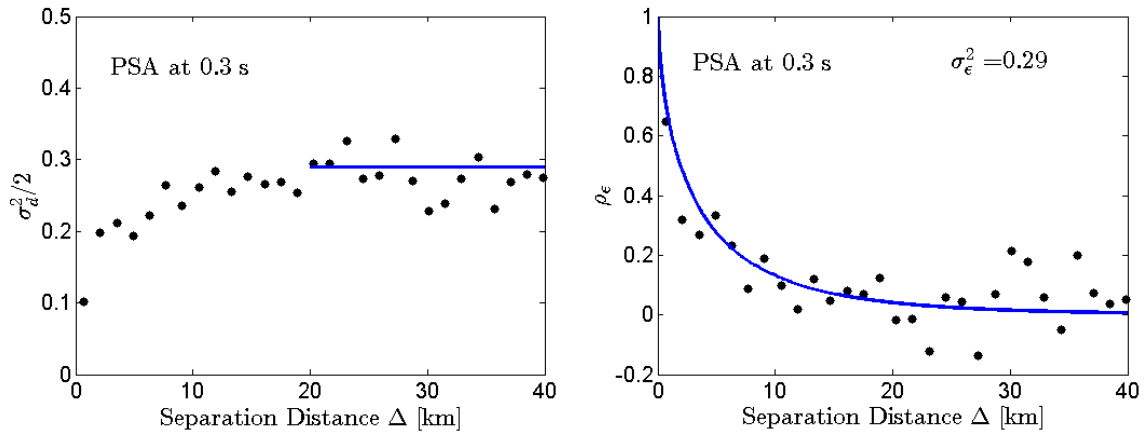 0.5
0.4
0.3
0.2
0.1
0
σ_d^2/2
PSA at 0.3 s
0 10 20 30 40
Separation Distance Δ [km]
1
0.8
0.6
0.4
0.2
0
-0.2
ρ_ϵ
PSA at 0.3 s
σ_ϵ^2 =0.29
0 10 20 30 40
Separation Distance Δ [km]